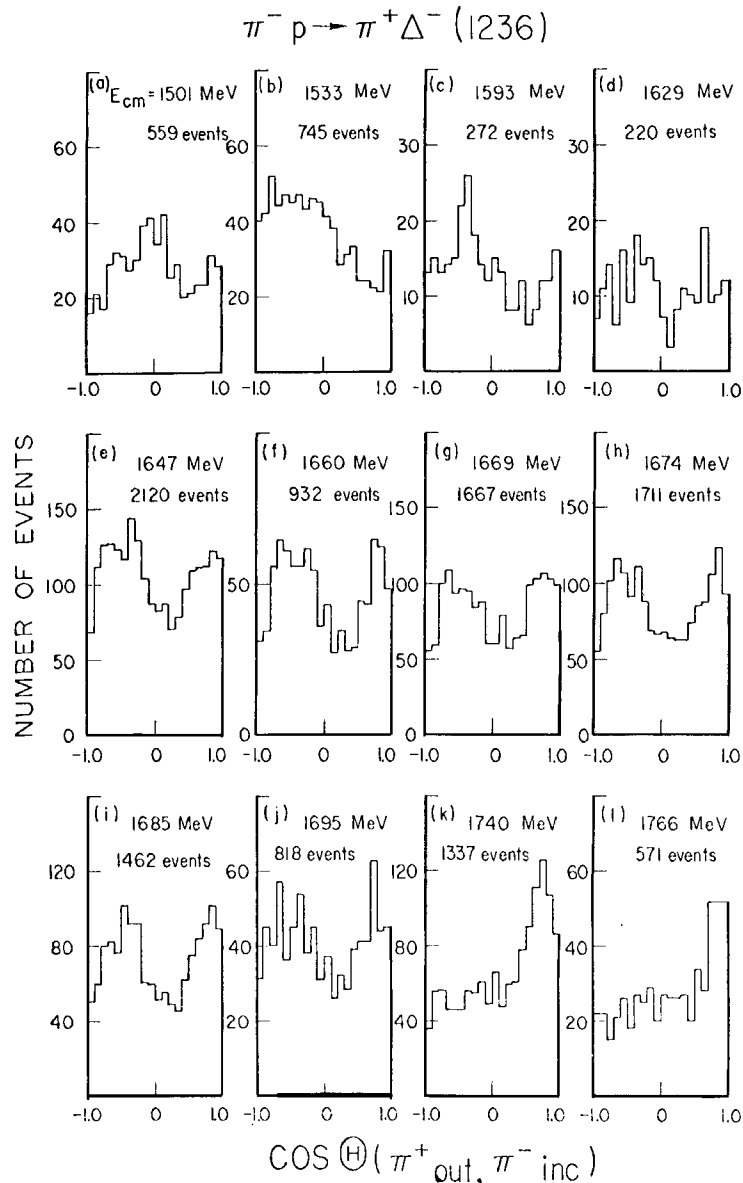 π⁻ p → π⁺ Δ⁻ (1236)
(a) E cm = 1501 MeV
559 events
60
40
20
0
-1.0 0 1.0
(b) 1533 MeV
745 events
60
40
20
0
-1.0 0 1.0
(c) 1593 MeV
272 events
30
20
10
0
-1.0 0 1.0
(d) 1629 MeV
220 events
30
20
10
0
-1.0 0 1.0
NUMBER OF EVENTS
(e) 1647 MeV
2120 events
150
100
50
0
-1.0 0 1.0
(f) 1660 MeV
932 events
50
0
-1.0 0 1.0
(g) 1669 MeV
1667 events
150
100
50
0
-1.0 0 1.0
(h) 1674 MeV
1711 events
150
100
50
0
-1.0 0 1.0
(i) 1685 MeV
1462 events
120
80
40
0
-1.0 0 1.0
(j) 1695 MeV
818 events
60
40
20
-1.0 0 1.0
(k) 1740 MeV
1337 events
120
80
40
-1.0 0 1.0
(l) 1766 MeV
571 events
60
40
20
-1.0 0 1.0
COS Ⓗ (π⁺ out, π⁻ inc)